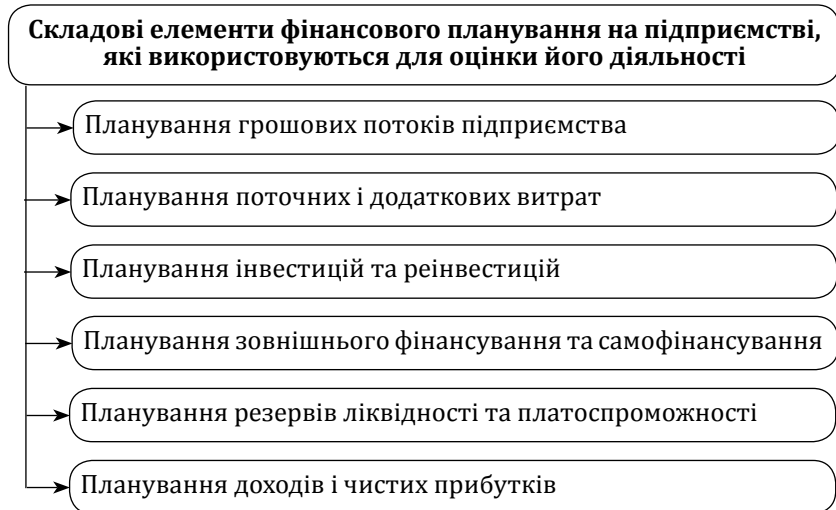 Складові елементи фінансового планування на підприємстві,
які використовуються для оцінки його діяльності
Планування грошових потоків підприємства
Планування поточних і додаткових витрат
Планування інвестицій та реінвестицій
Планування зовнішнього фінансування та самофінансування
Планування резервів ліквідності та платоспроможності
Планування доходів і чистих прибутків